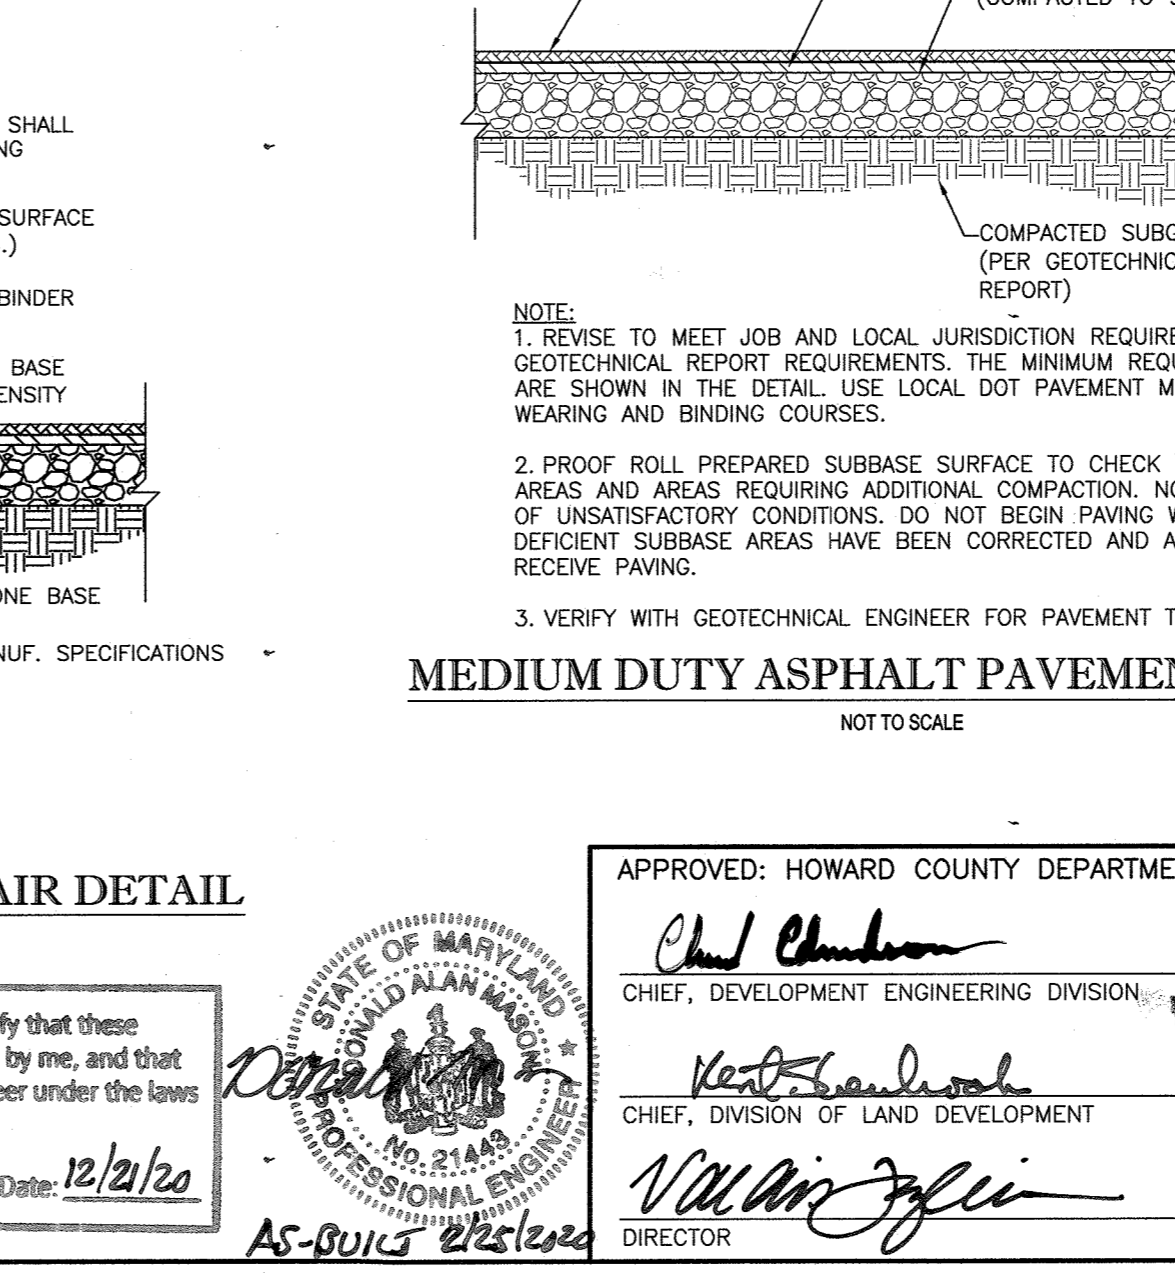 (COMPACTED TO
SHALL
NG
SURFACE
.)
BINDER
BASE
ENSITY
ONE BASE
NUF. SPECIFICATIONS
COMPACTED SUBG
(PER GEOTECHNIC
REPORT)
NOTE:
1. REVISE TO MEET JOB AND LOCAL JURISDICTION REQUIRE
GEOTECHNICAL REPORT REQUIREMENTS. THE MINIMUM REQU
ARE SHOWN IN THE DETAIL. USE LOCAL DOT PAVEMENT M
WEARING AND BINDING COURSES.
2. PROOF ROLL PREPARED SUBBASE SURFACE TO CHECK
AREAS AND AREAS REQUIRING ADDITIONAL COMPACTION. NO
OF UNSATISFACTORY CONDITIONS. DO NOT BEGIN PAVING W
DEFICIENT SUBBASE AREAS HAVE BEEN CORRECTED AND A
RECEIVE PAVING.
3. VERIFY WITH GEOTECHNICAL ENGINEER FOR PAVEMENT T
MEDIUM DUTY ASPHALT PAVEMEN
NOT TO SCALE
AIR DETAIL
fy that these
by me, and that
eer under the laws
Date: 12/21/20
STATE OF MARYLAND
DONALD ALAN MASON
No. 21443
PROFESSIONAL ENGINEER
AS-BUILT 2/25/2020
APPROVED: HOWARD COUNTY DEPARTME
Chad Edmondson
CHIEF, DEVELOPMENT ENGINEERING DIVISION
CHIEF, DIVISION OF LAND DEVELOPMENT
DIRECTOR